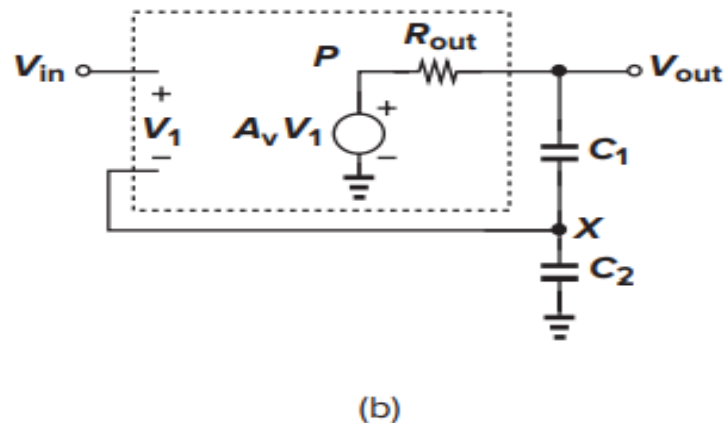 P
R_out
V_in
V_out
+
V_1
−
A_v V_1
+
−
C_1
X
C_2
(b)